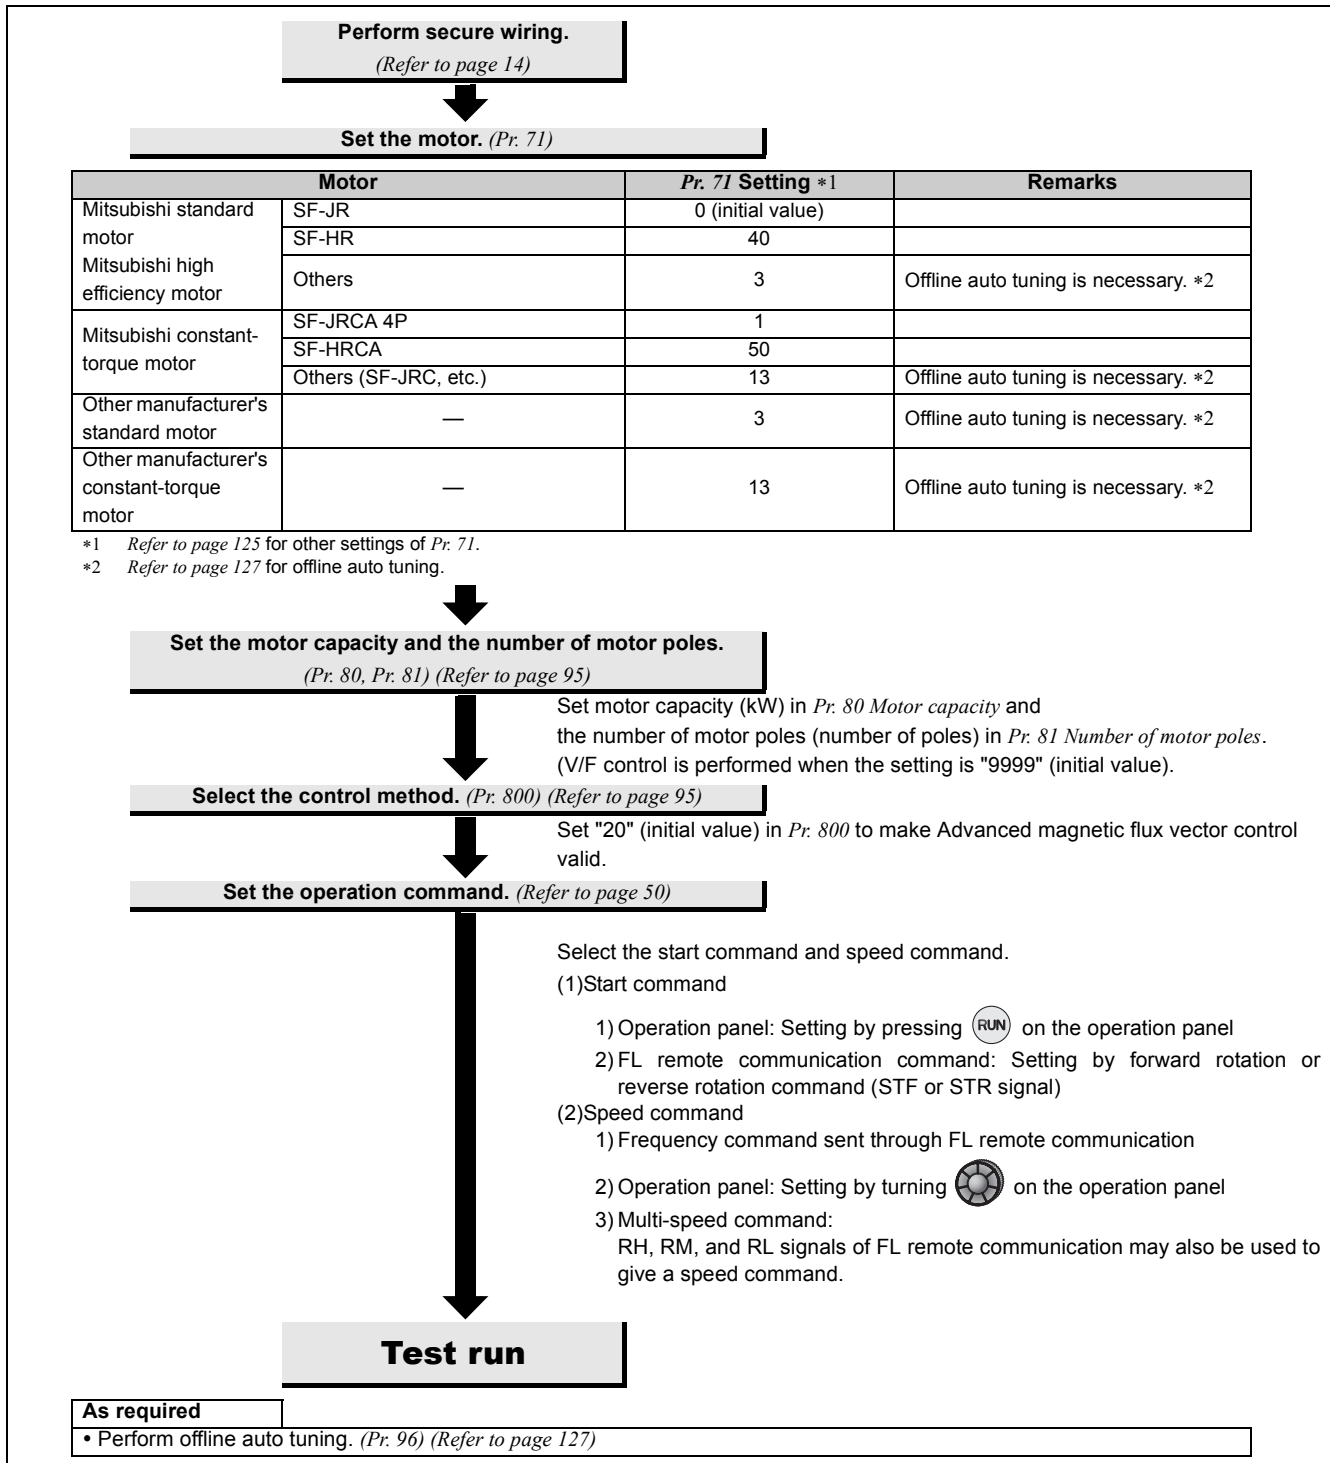 Perform secure wiring.
(Refer to page 14)
Set the motor. (Pr. 71)
Motor Pr. 71 Setting *1 Remarks
Mitsubishi standard motor Mitsubishi high efficiency motor SF-JR 0 (initial value)
SF-HR 40
Others 3 Offline auto tuning is necessary. *2
Mitsubishi constant-torque motor SF-JRCA 4P 1
SF-HRCA 50
Others (SF-JRC, etc.) 13 Offline auto tuning is necessary. *2
Other manufacturer's standard motor — 3 Offline auto tuning is necessary. *2
Other manufacturer's constant-torque motor — 13 Offline auto tuning is necessary. *2
*1 Refer to page 125 for other settings of Pr. 71.
*2 Refer to page 127 for offline auto tuning.
Set the motor capacity and the number of motor poles.
(Pr. 80, Pr. 81) (Refer to page 95)
Set motor capacity (kW) in Pr. 80 Motor capacity and
the number of motor poles (number of poles) in Pr. 81 Number of motor poles.
(V/F control is performed when the setting is "9999" (initial value).
Select the control method. (Pr. 800) (Refer to page 95)
Set "20" (initial value) in Pr. 800 to make Advanced magnetic flux vector control
valid.
Set the operation command. (Refer to page 50)
Select the start command and speed command.
(1)Start command
1) Operation panel: Setting by pressing RUN on the operation panel
2) FL remote communication command: Setting by forward rotation or
reverse rotation command (STF or STR signal)
(2)Speed command
1) Frequency command sent through FL remote communication
2) Operation panel: Setting by turning on the operation panel
3) Multi-speed command:
RH, RM, and RL signals of FL remote communication may also be used to
give a speed command.
Test run
As required
• Perform offline auto tuning. (Pr. 96) (Refer to page 127)